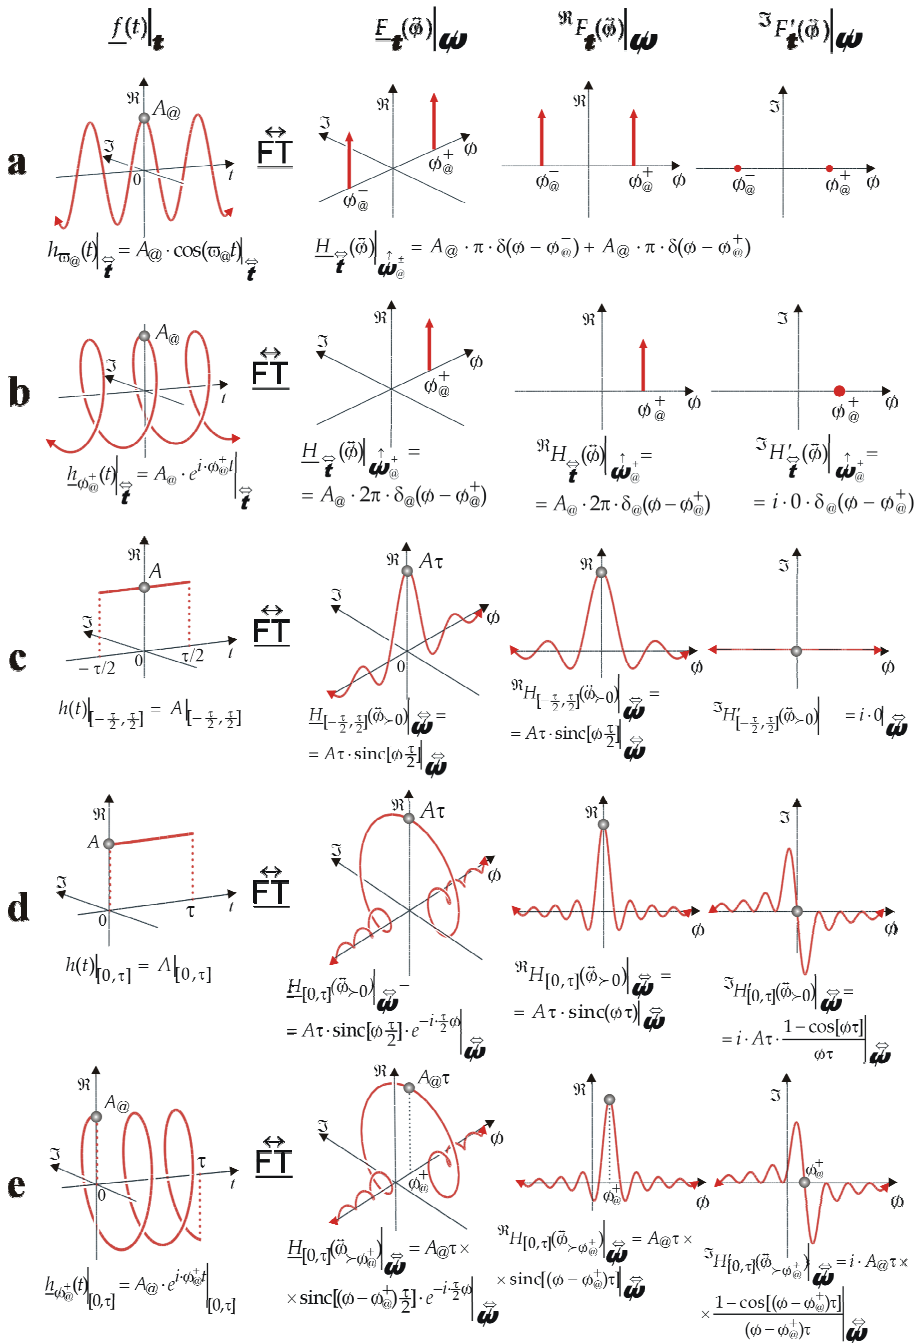 f(t)|t   F_t(ϕ̈)|ω   ℜF_t(ϕ̈)|ω   ℑF′_t(ϕ̈)|ω
a
ℜ A@ ℑ 0 t
↔
FT
ℜ ℑ ϕ ϕ@⁻ ϕ@⁺
ℜ ϕ@⁻ ϕ@⁺ ϕ
ℑ ϕ@⁻ ϕ@⁺ ϕ
h_ϖ@(t)|t = A@ · cos(ϖ@t)|t
H_t(ϕ̈)|ω@± = A@ · π · δ(ϕ − ϕ@⁻) + A@ · π · δ(ϕ − ϕ@⁺)
b
ℜ A@ ℑ t
↔
FT
ℜ ℑ ϕ ϕ@⁺
ℜ ϕ@⁺ ϕ
ℑ ϕ@⁺ ϕ
h_ϕ@⁺(t)|t = A@ · e^{i·ϕ@⁺t}|t
H_t(ϕ̈)|ω@⁺ =
= A@ · 2π · δ@(ϕ − ϕ@⁺)
ℜH_t(ϕ̈)|ω@⁺ =
= A@ · 2π · δ@(ϕ − ϕ@⁺)
ℑH′_t(ϕ̈)|ω@⁺ =
= i · 0 · δ@(ϕ − ϕ@⁺)
c
ℜ A ℑ − τ/2 0 τ/2 t
↔
FT
ℜ Aτ ℑ ϕ 0
ℜ ϕ
ℑ ϕ
h(t)|[−τ/2, τ/2] = A|[−τ/2, τ/2]
H[−τ/2, τ/2](ϕ̈≻0)|ω =
= Aτ · sinc[ϕ τ/2]|ω
ℜH[−τ/2, τ/2](ϕ̈≻0)|ω =
= Aτ · sinc[ϕ τ/2]|ω
ℑH′[−τ/2, τ/2](ϕ̈≻0)| = i · 0|ω
d
ℜ A ℑ 0 τ t
↔
FT
ℜ Aτ ℑ ϕ
ℜ ϕ
ℑ ϕ
h(t)|[0, τ] = A|[0, τ]
H[0,τ](ϕ̈≻0)|ω =
= Aτ · sinc[ϕ τ/2] · e^{−i·τ/2 ϕ}|ω
ℜH[0, τ](ϕ̈≻0)|ω =
= Aτ · sinc(ϕτ)|ω
ℑH′[0,τ](ϕ̈≻0)|ω =
= i · Aτ · (1 − cos[ϕτ])/(ϕτ)|ω
e
ℜ A@ ℑ 0 τ t
↔
FT
ℜ A@τ ℑ ϕ ϕ@⁺
ℜ ϕ@⁺ ϕ
ℑ ϕ@⁺ ϕ
h_ϕ@⁺(t)|[0,τ] = A@ · e^{i·ϕ@⁺t}|[0,τ]
H[0,τ](ϕ̈≻ϕ@⁺)|ω = A@τ ×
× sinc[(ϕ − ϕ@⁺) τ/2] · e^{−i·τ/2 ϕ}|ω
ℜH[0,τ](ϕ̈≻ϕ@⁺)|ω = A@τ ×
× sinc[(ϕ − ϕ@⁺)τ]|ω
ℑH′[0,τ](ϕ̈≻ϕ@⁺)|ω = i · A@τ ×
× (1 − cos[(ϕ − ϕ@⁺)τ])/((ϕ − ϕ@⁺)τ)|ω